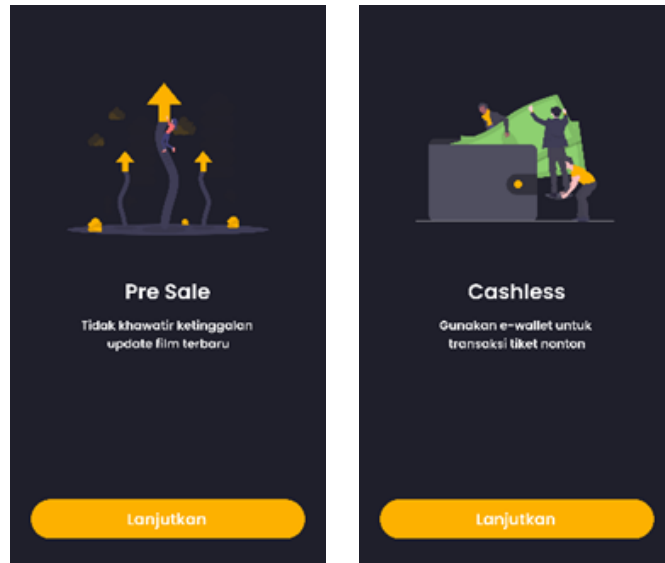 Pre Sale
Tidak khawatir ketinggalan
update film terbaru
Lanjutkan
Cashless
Gunakan e-wallet untuk
transaksi tiket nonton
Lanjutkan